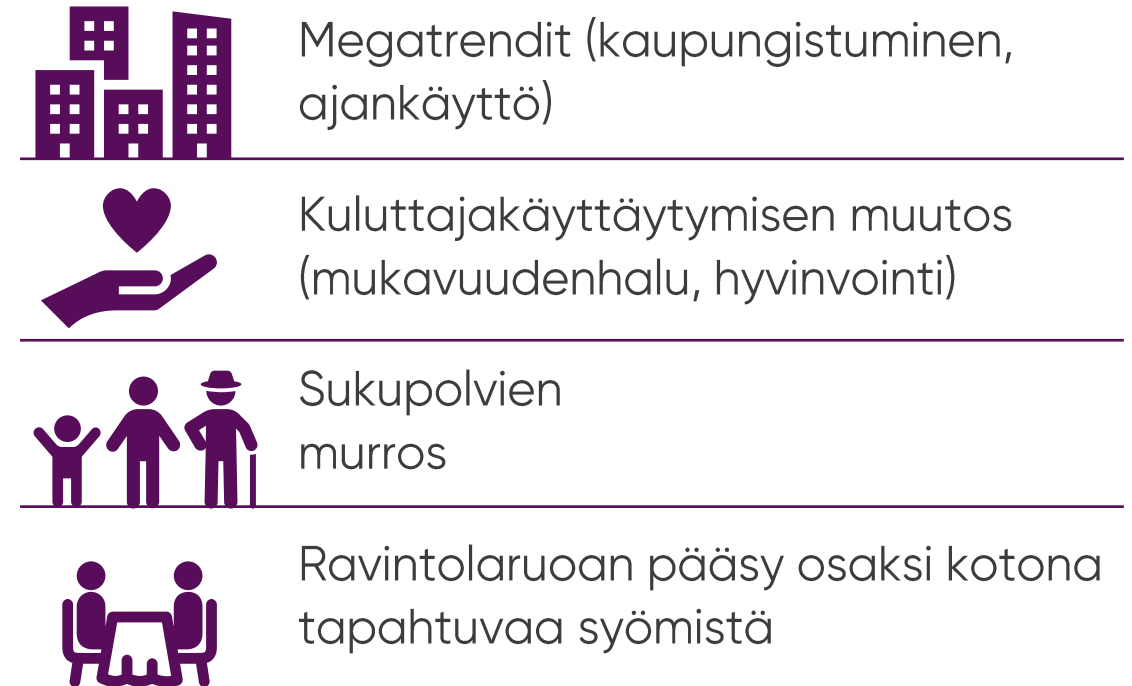 Megatrendit (kaupungistuminen,
ajankäyttö)
Kuluttajakäyttäytymisen muutos
(mukavuudenhalu, hyvinvointi)
Sukupolvien
murros
Ravintolaruoan pääsy osaksi kotona
tapahtuvaa syömistä